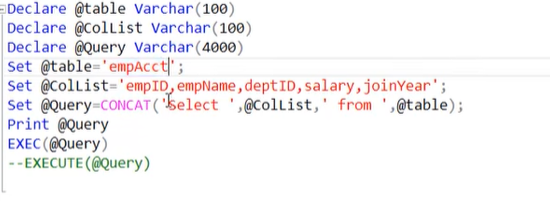 Declare @table Varchar(100)
Declare @ColList Varchar(100)
Declare @Query Varchar(4000)
Set @table='empAcct';
Set @ColList='empID,empName,deptID,salary,joinYear';
Set @Query=CONCAT('select ',@ColList,' from ',@table);
Print @Query
EXEC(@Query)
--EXECUTE(@Query)